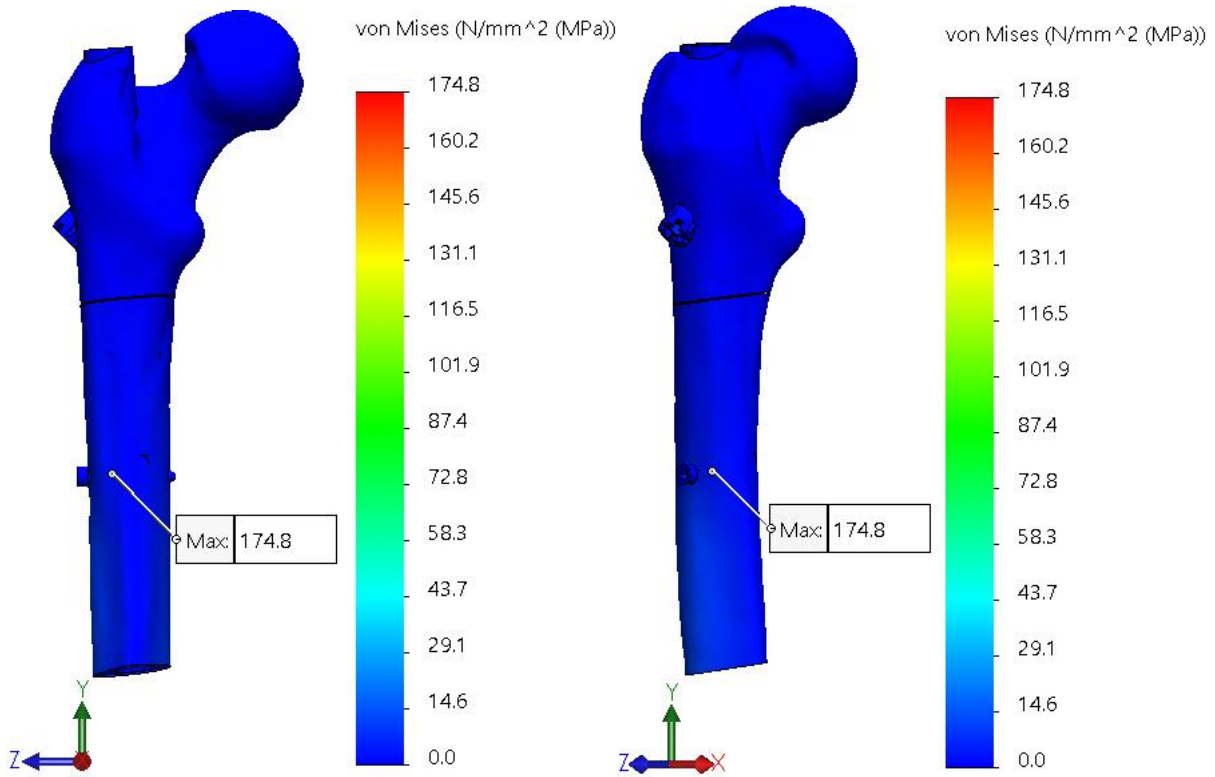 von Mises (N/mm^2 (MPa))
174.8
160.2
145.6
131.1
116.5
101.9
87.4
72.8
58.3
43.7
29.1
14.6
0.0
Max: 174.8
Y
Z
X
von Mises (N/mm^2 (MPa))
174.8
160.2
145.6
131.1
116.5
101.9
87.4
72.8
58.3
43.7
29.1
14.6
0.0
Max: 174.8
Y
Z
X